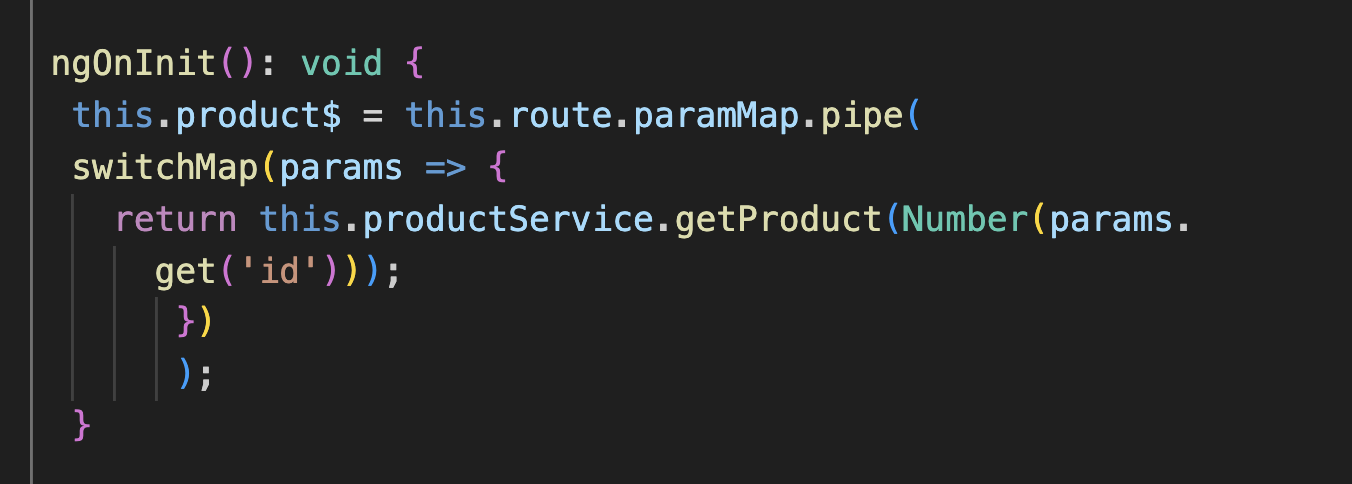 ngOnInit(): void {
this.product$ = this.route.paramMap.pipe(
switchMap(params => {
return this.productService.getProduct(Number(params.
get('id')));
})
);
}